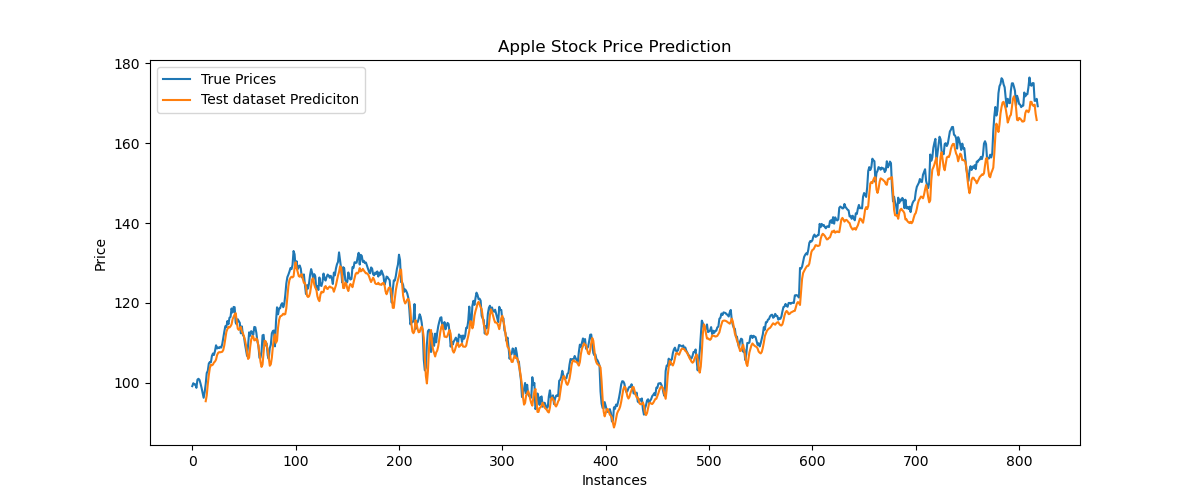 Apple Stock Price Prediction
True Prices
Test dataset Prediciton
180
160
140
120
100
Price
0 100 200 300 400 500 600 700 800
Instances